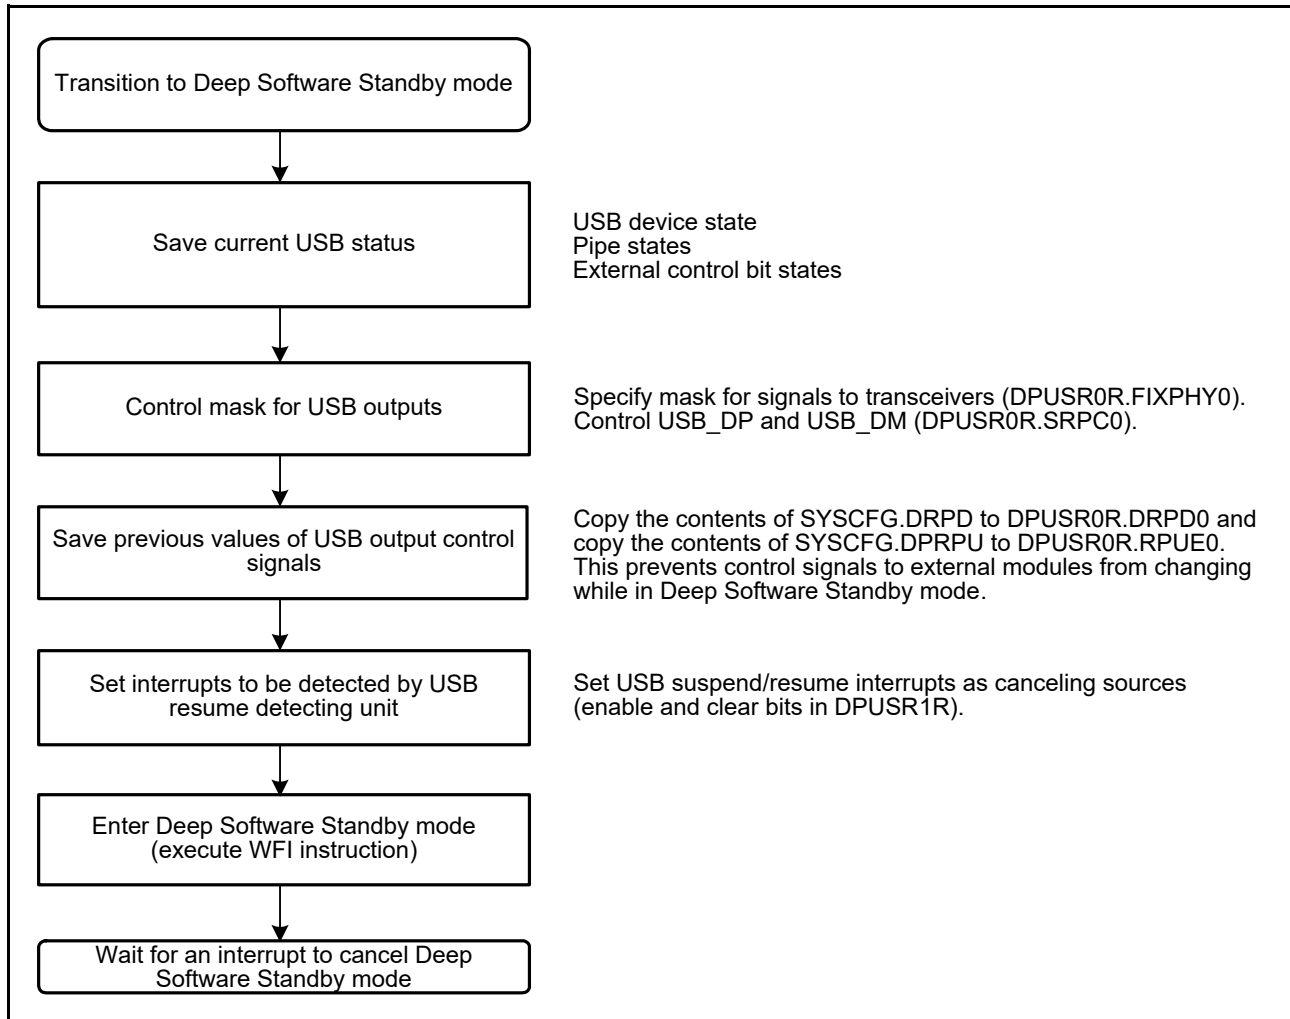 Transition to Deep Software Standby mode
Save current USB status
USB device state
Pipe states
External control bit states
Control mask for USB outputs
Specify mask for signals to transceivers (DPUSR0R.FIXPHY0).
Control USB_DP and USB_DM (DPUSR0R.SRPC0).
Save previous values of USB output control
signals
Copy the contents of SYSCFG.DRPD to DPUSR0R.DRPD0 and
copy the contents of SYSCFG.DPRPU to DPUSR0R.RPUE0.
This prevents control signals to external modules from changing
while in Deep Software Standby mode.
Set interrupts to be detected by USB
resume detecting unit
Set USB suspend/resume interrupts as canceling sources
(enable and clear bits in DPUSR1R).
Enter Deep Software Standby mode
(execute WFI instruction)
Wait for an interrupt to cancel Deep
Software Standby mode